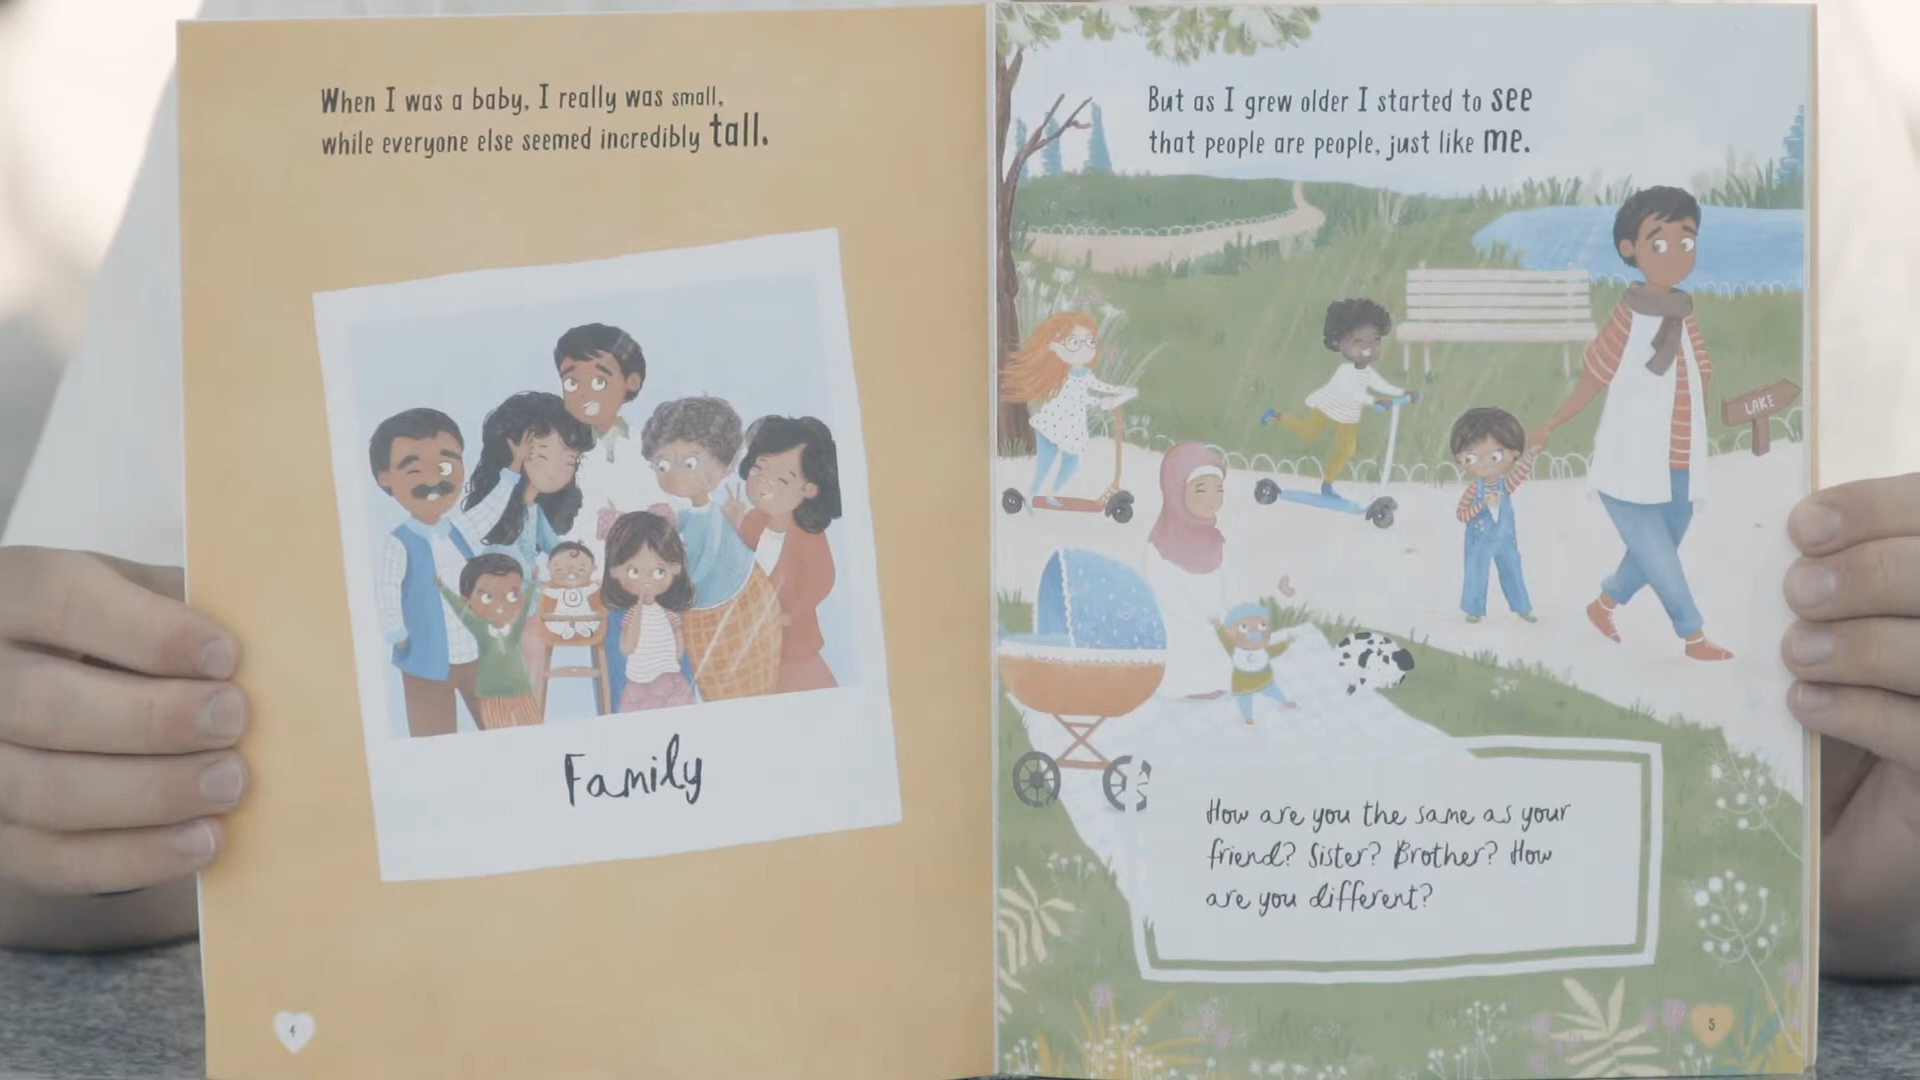 When I was a baby, I really was small,
while everyone else seemed incredibly tall.
Family
4
But as I grew older I started to see
that people are people, just like me.
LAKE
How are you the same as your
friend? Sister? Brother? How
are you different?
5